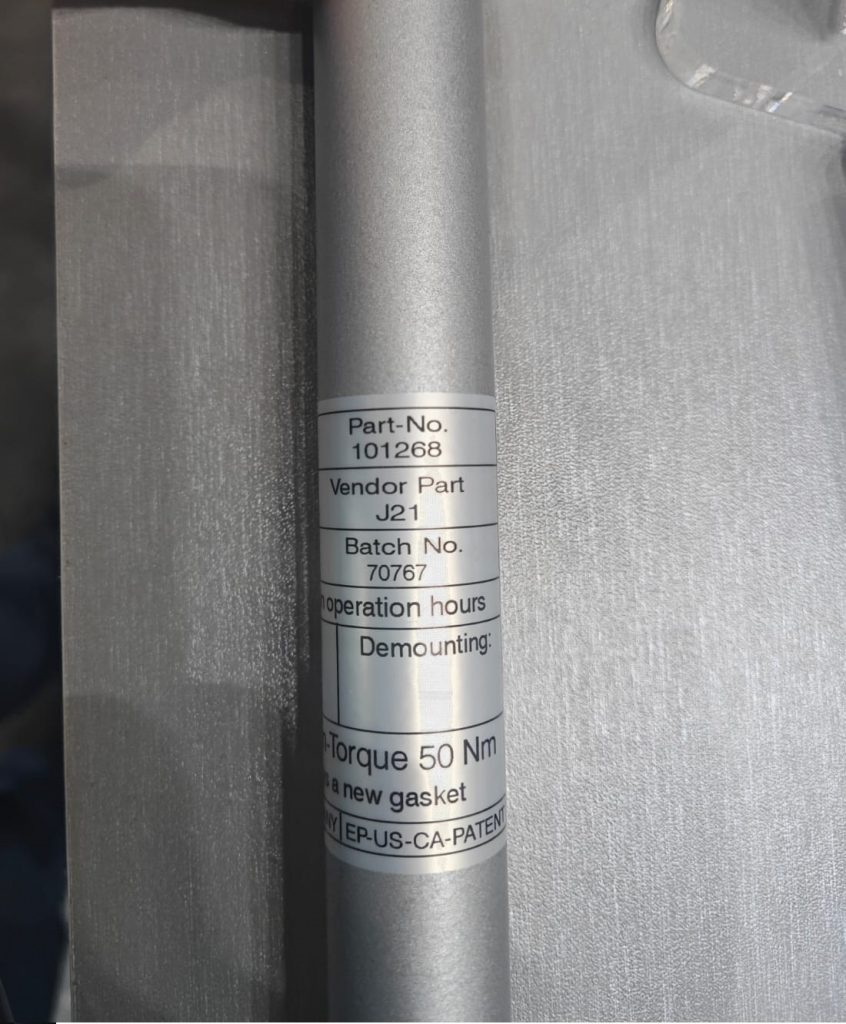 Part-No.
101268
Vendor Part
J21
Batch No.
70767
operation hours
Demounting:
-Torque 50 Nm
a new gasket
EP-US-CA-PATENT